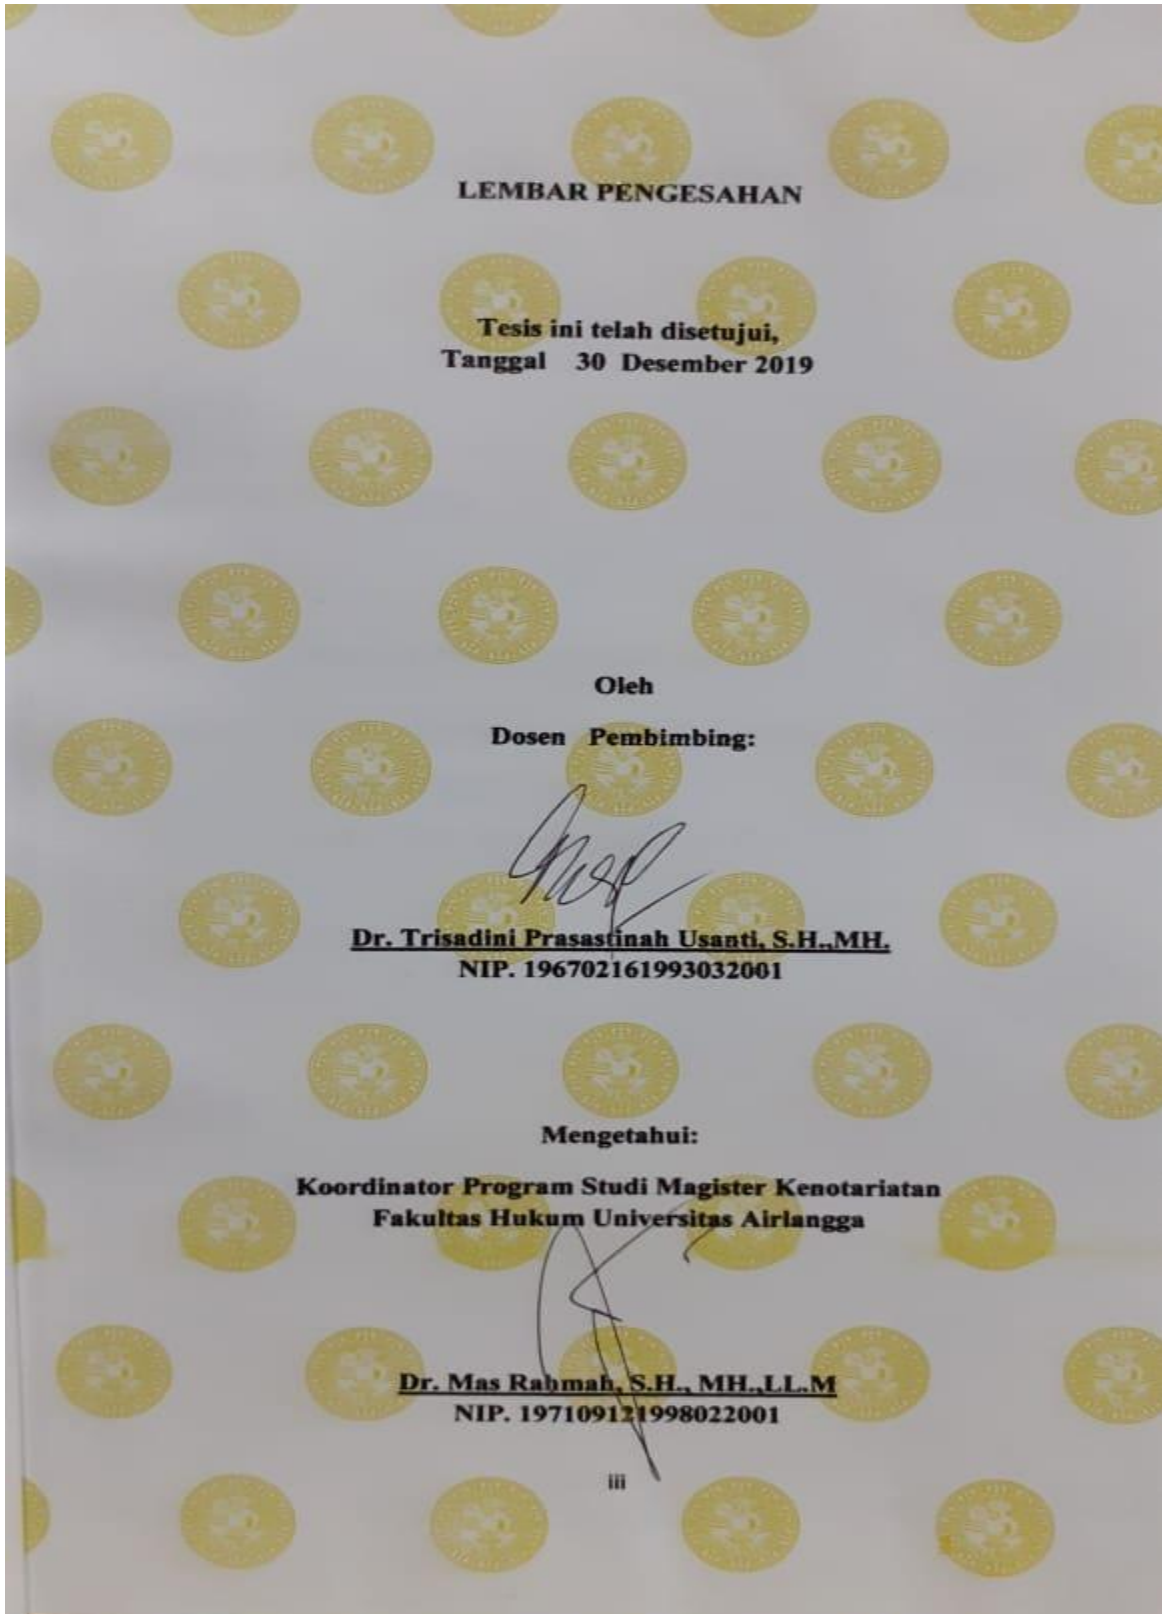 LEMBAR PENGESAHAN
Tesis ini telah disetujui,
Tanggal 30 Desember 2019
Oleh
Dosen Pembimbing:
Dr. Trisadini Prasastinah Usanti, S.H.,MH.
NIP. 196702161993032001
Mengetahui:
Koordinator Program Studi Magister Kenotariatan
Fakultas Hukum Universitas Airlangga
Dr. Mas Rahmah, S.H., MH.,LL.M
NIP. 197109121998022001
iii